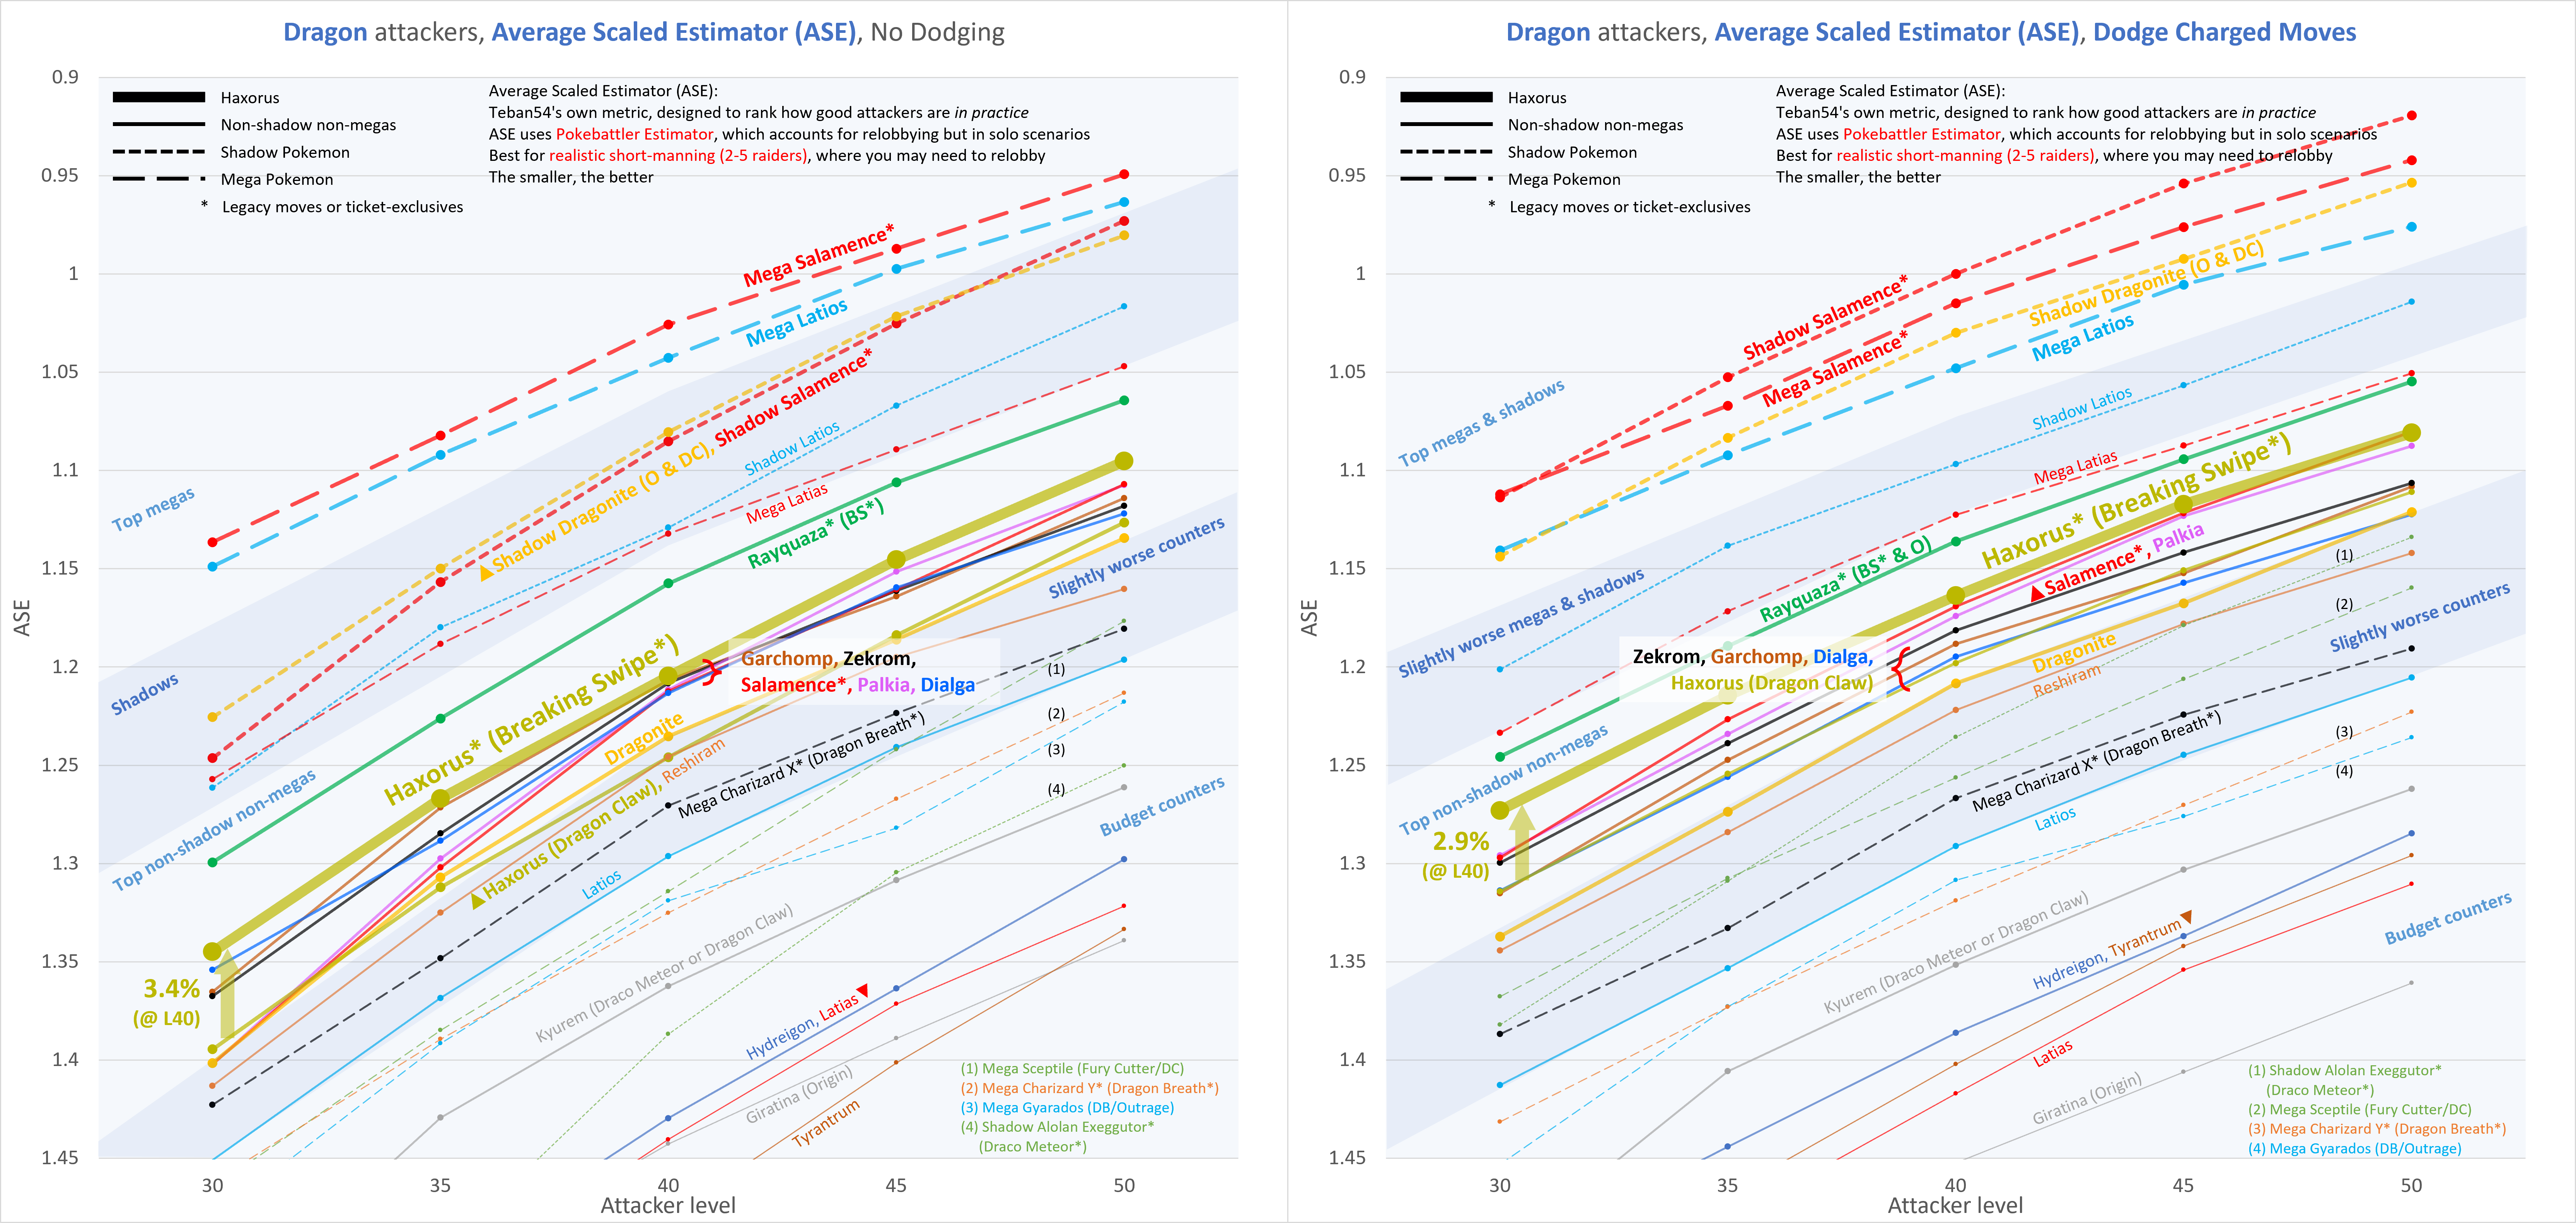 Dragon attackers, Average Scaled Estimator (ASE), No Dodging
0.9
0.95
1
1.05
1.1
1.15
1.2
1.25
1.3
1.35
1.4
1.45
ASE
30
35
40
45
50
Attacker level
Haxorus
Non-shadow non-megas
Shadow Pokemon
Mega Pokemon
* Legacy moves or ticket-exclusives
Average Scaled Estimator (ASE):
Teban54's own metric, designed to rank how good attackers are in practice
ASE uses Pokebattler Estimator, which accounts for relobbying but in solo scenarios
Best for realistic short-manning (2-5 raiders), where you may need to relobby
The smaller, the better
Mega Salamence*
Mega Latios
Shadow Dragonite (O & DC), Shadow Salamence*
Shadow Latios
Mega Latias
Top megas
Rayquaza* (BS*)
Slightly worse counters
Shadows
Haxorus* (Breaking Swipe*)
Garchomp, Zekrom,
Salamence*, Palkia, Dialga
(1)
(2)
(3)
(4)
Dragonite
Reshiram
Mega Charizard X* (Dragon Breath*)
Top non-shadow non-megas
Haxorus (Dragon Claw),
Latios
Budget counters
Kyurem (Draco Meteor or Dragon Claw)
3.4%
(@ L40)
Hydreigon, Latias
Giratina (Origin)
Tyrantrum
(1) Mega Sceptile (Fury Cutter/DC)
(2) Mega Charizard Y* (Dragon Breath*)
(3) Mega Gyarados (DB/Outrage)
(4) Shadow Alolan Exeggutor*
(Draco Meteor*)
Dragon attackers, Average Scaled Estimator (ASE), Dodge Charged Moves
0.9
0.95
1
1.05
1.1
1.15
1.2
1.25
1.3
1.35
1.4
1.45
ASE
30
35
40
45
50
Attacker level
Haxorus
Non-shadow non-megas
Shadow Pokemon
Mega Pokemon
* Legacy moves or ticket-exclusives
Average Scaled Estimator (ASE):
Teban54's own metric, designed to rank how good attackers are in practice
ASE uses Pokebattler Estimator, which accounts for relobbying but in solo scenarios
Best for realistic short-manning (2-5 raiders), where you may need to relobby
The smaller, the better
Shadow Salamence*
Mega Salamence*
Shadow Dragonite (O & DC)
Mega Latios
Top megas & shadows
Shadow Latios
Mega Latias
Haxorus* (Breaking Swipe*)
Rayquaza* (BS* & O)
Salamence*, Palkia
Slightly worse megas & shadows
(1)
(2)
(3)
(4)
Slightly worse counters
Zekrom, Garchomp, Dialga,
Haxorus (Dragon Claw)
Dragonite
Reshiram
Mega Charizard X* (Dragon Breath*)
Top non-shadow non-megas
Latios
2.9%
(@ L40)
Kyurem (Draco Meteor or Dragon Claw)
Hydreigon, Tyrantrum
Budget counters
Latias
Giratina (Origin)
(1) Shadow Alolan Exeggutor*
(Draco Meteor*)
(2) Mega Sceptile (Fury Cutter/DC)
(3) Mega Charizard Y* (Dragon Breath*)
(4) Mega Gyarados (DB/Outrage)